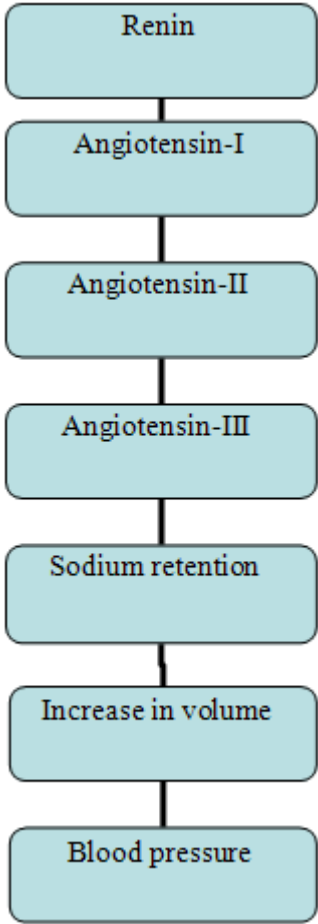 Renin
Angiotensin-I
Angiotensin-II
Angiotensin-III
Sodium retention
Increase in volume
Blood pressure